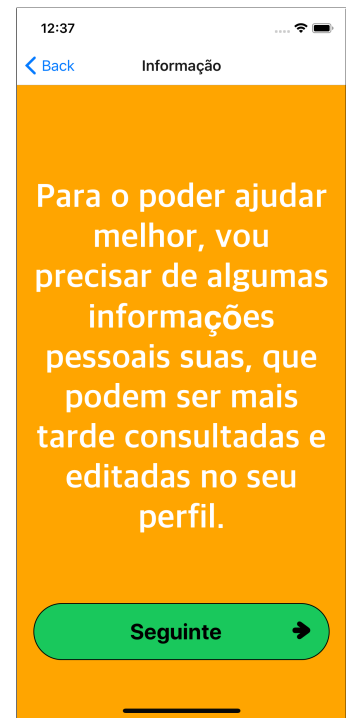 12:37
Back
Informação
Para o poder ajudar
melhor, vou
precisar de algumas
informações
pessoais suas, que
podem ser mais
tarde consultadas e
editadas no seu
perfil.
Seguinte